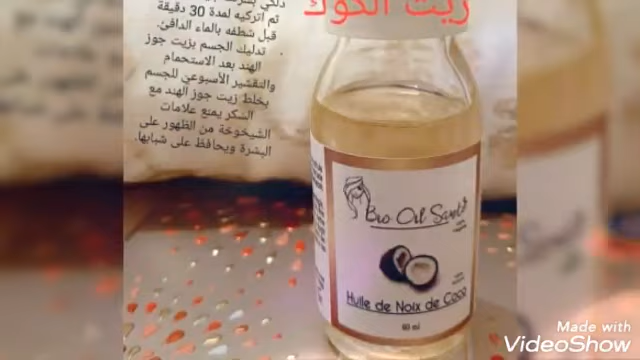 زيت الكوك
دلكي
ثم اتركيه لمدة 30 دقيقة
قبل شطفه بالماء الدافئ.
تدليك الجسم بزيت جوز
الهند بعد الاستحمام
والتقشير الأسبوعي للجسم
بخلط زيت جوز الهند مع
السكر يمنع علامات
الشيخوخة من الظهور على
البشرة ويحافظ على شبابها.
Bio Oil Santé
Huile de Noix de Coco
60 ml
Made with
VideoShow